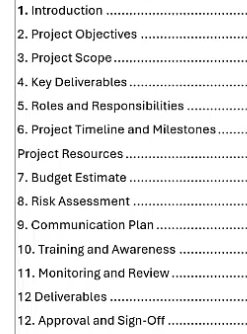 1. Introduction ..............................
2. Project Objectives ........................
3. Project Scope .............................
4. Key Deliverables ..........................
5. Roles and Responsibilities ...............
6. Project Timeline and Milestones ........
Project Resources ...........................
7. Budget Estimate ...........................
8. Risk Assessment ...........................
9. Communication Plan .......................
10. Training and Awareness .................
11. Monitoring and Review ...................
12 Deliverables ..............................
12. Approval and Sign-Off ....................